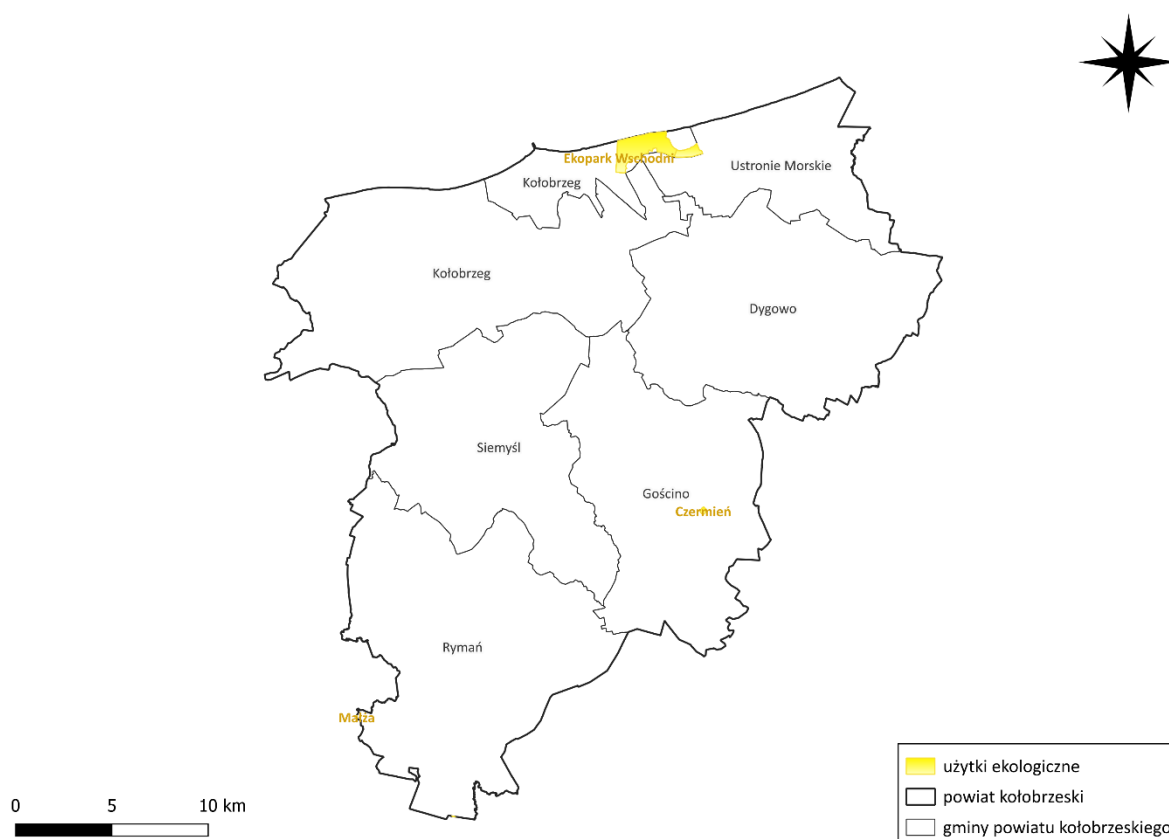 Ekopark Wschodni
Ustronie Morskie
Kołobrzeg
Kołobrzeg
Dygowo
Siemyśl
Gościno
Czermień
Rymań
Malża
0 5 10 km
użytki ekologiczne
powiat kołobrzeski
gminy powiatu kołobrzeskiego